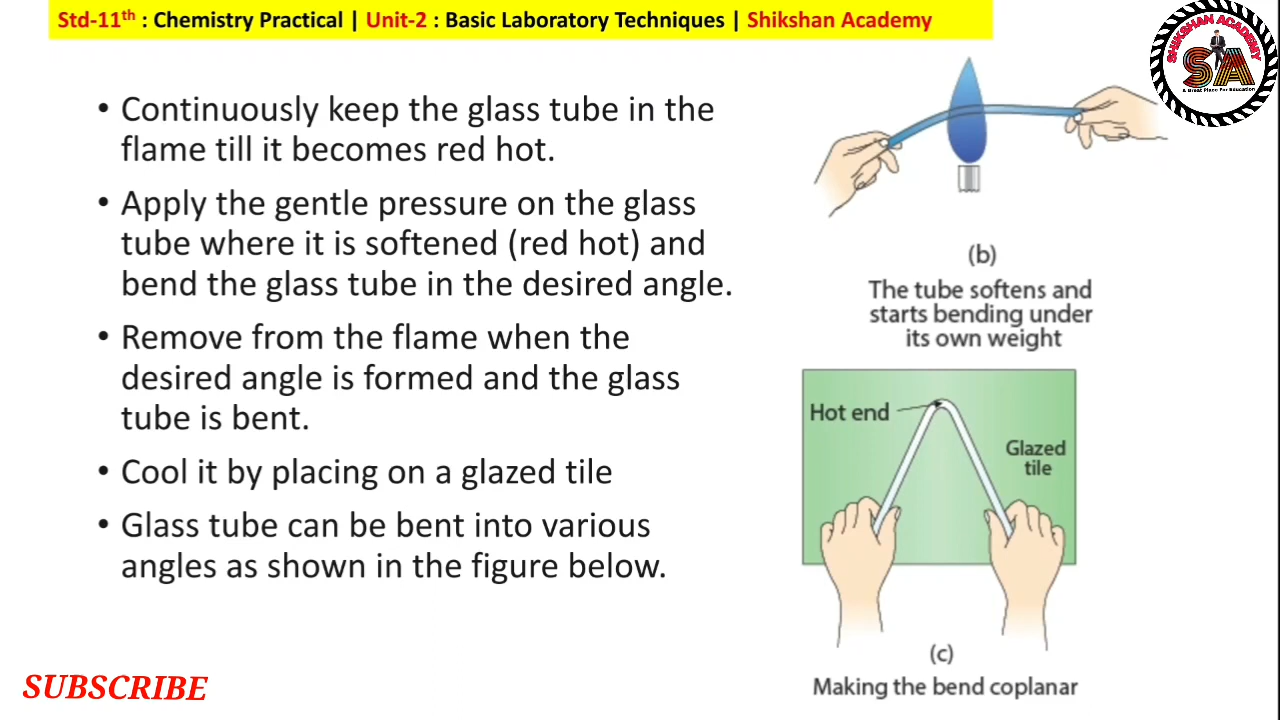 Std-11th : Chemistry Practical | Unit-2 : Basic Laboratory Techniques | Shikshan Academy
SHIKSHAN ACADEMY
SA
A Great Place For Education
• Continuously keep the glass tube in the
flame till it becomes red hot.
• Apply the gentle pressure on the glass
tube where it is softened (red hot) and
bend the glass tube in the desired angle.
• Remove from the flame when the
desired angle is formed and the glass
tube is bent.
• Cool it by placing on a glazed tile
• Glass tube can be bent into various
angles as shown in the figure below.
(b)
The tube softens and
starts bending under
its own weight
Hot end
Glazed
tile
(c)
Making the bend coplanar
SUBSCRIBE